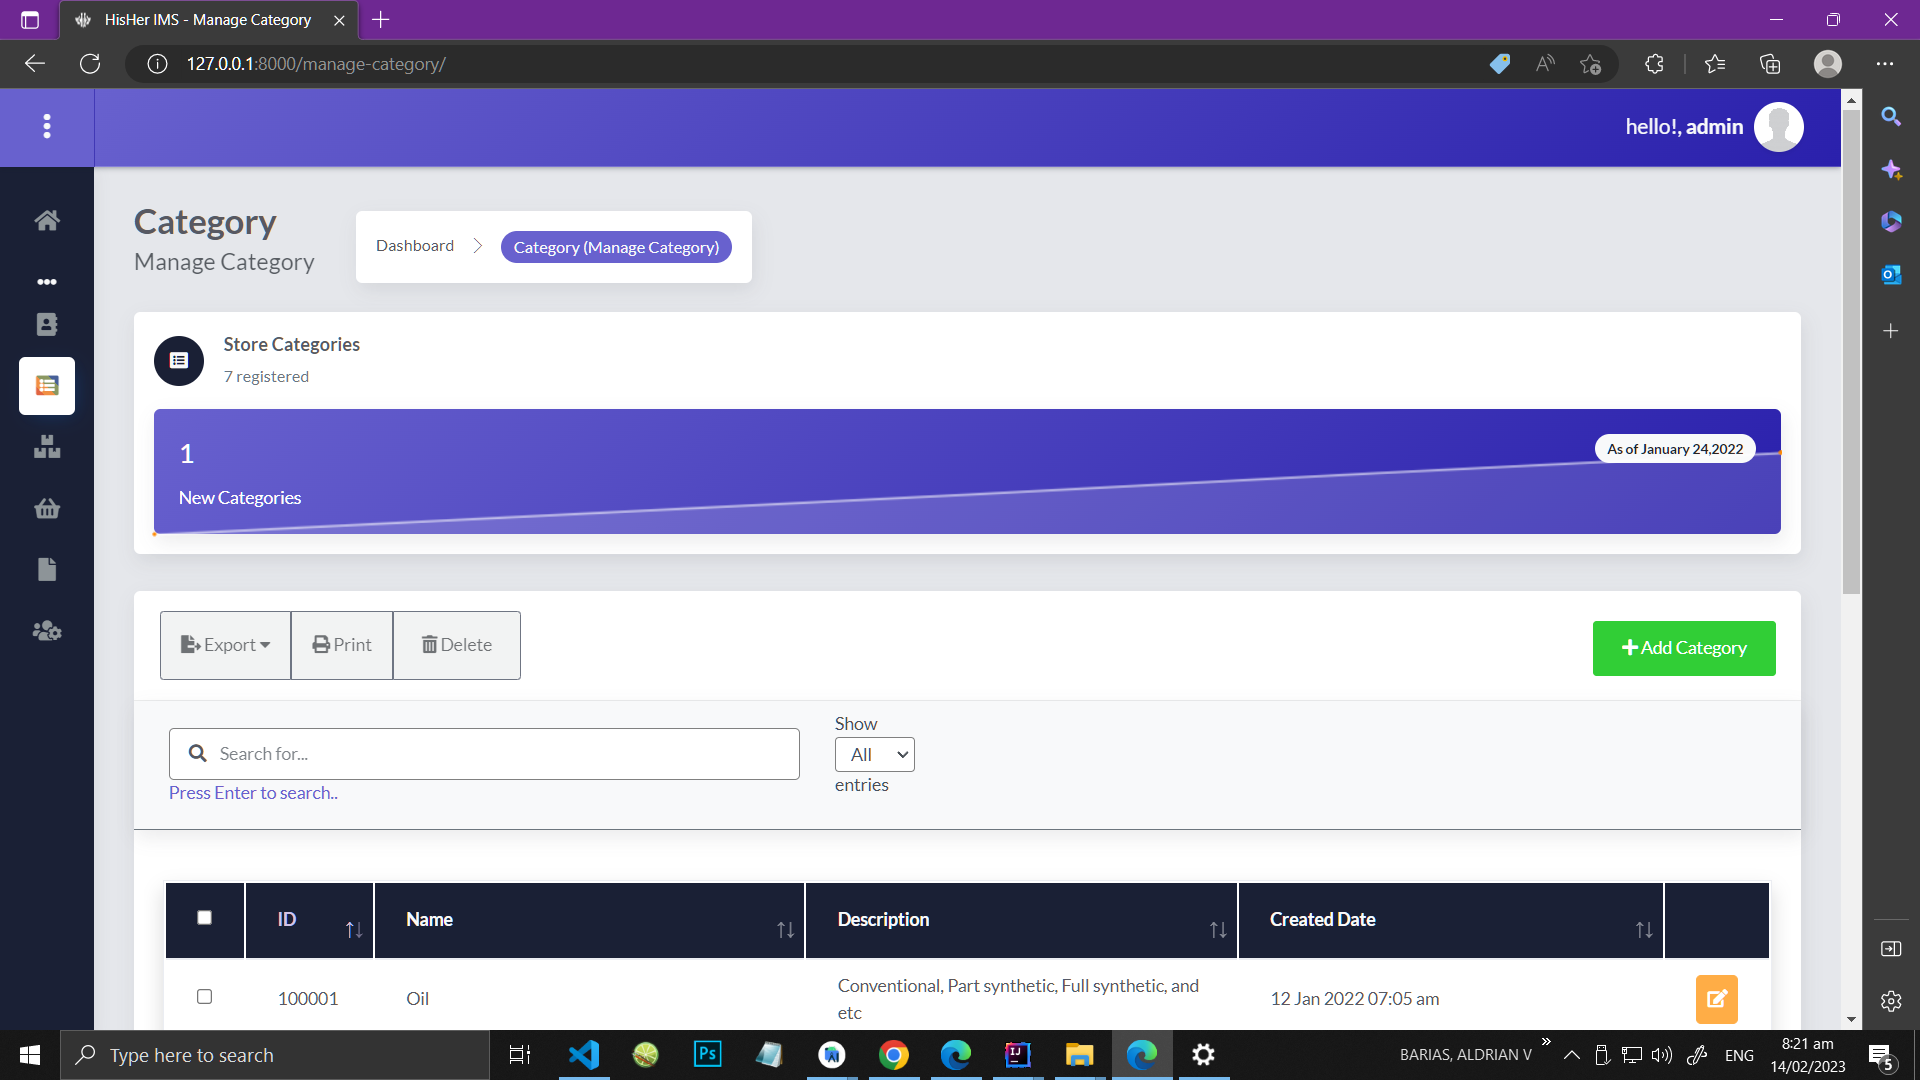 HisHer IMS - Manage Category
127.0.0.1:8000/manage-category/
hello!, admin
Category
Manage Category
Dashboard
Category (Manage Category)
Store Categories
7 registered
1
As of January 24,2022
New Categories
Export
Print
Delete
Add Category
Search for...
Press Enter to search..
Show
All
entries
ID
Name
Description
Created Date
100001
Oil
Conventional, Part synthetic, Full synthetic, and
etc
12 Jan 2022 07:05 am
Type here to search
Ps
IJ
BARIAS, ALDRIAN V
ENG
8:21 am
14/02/2023
5